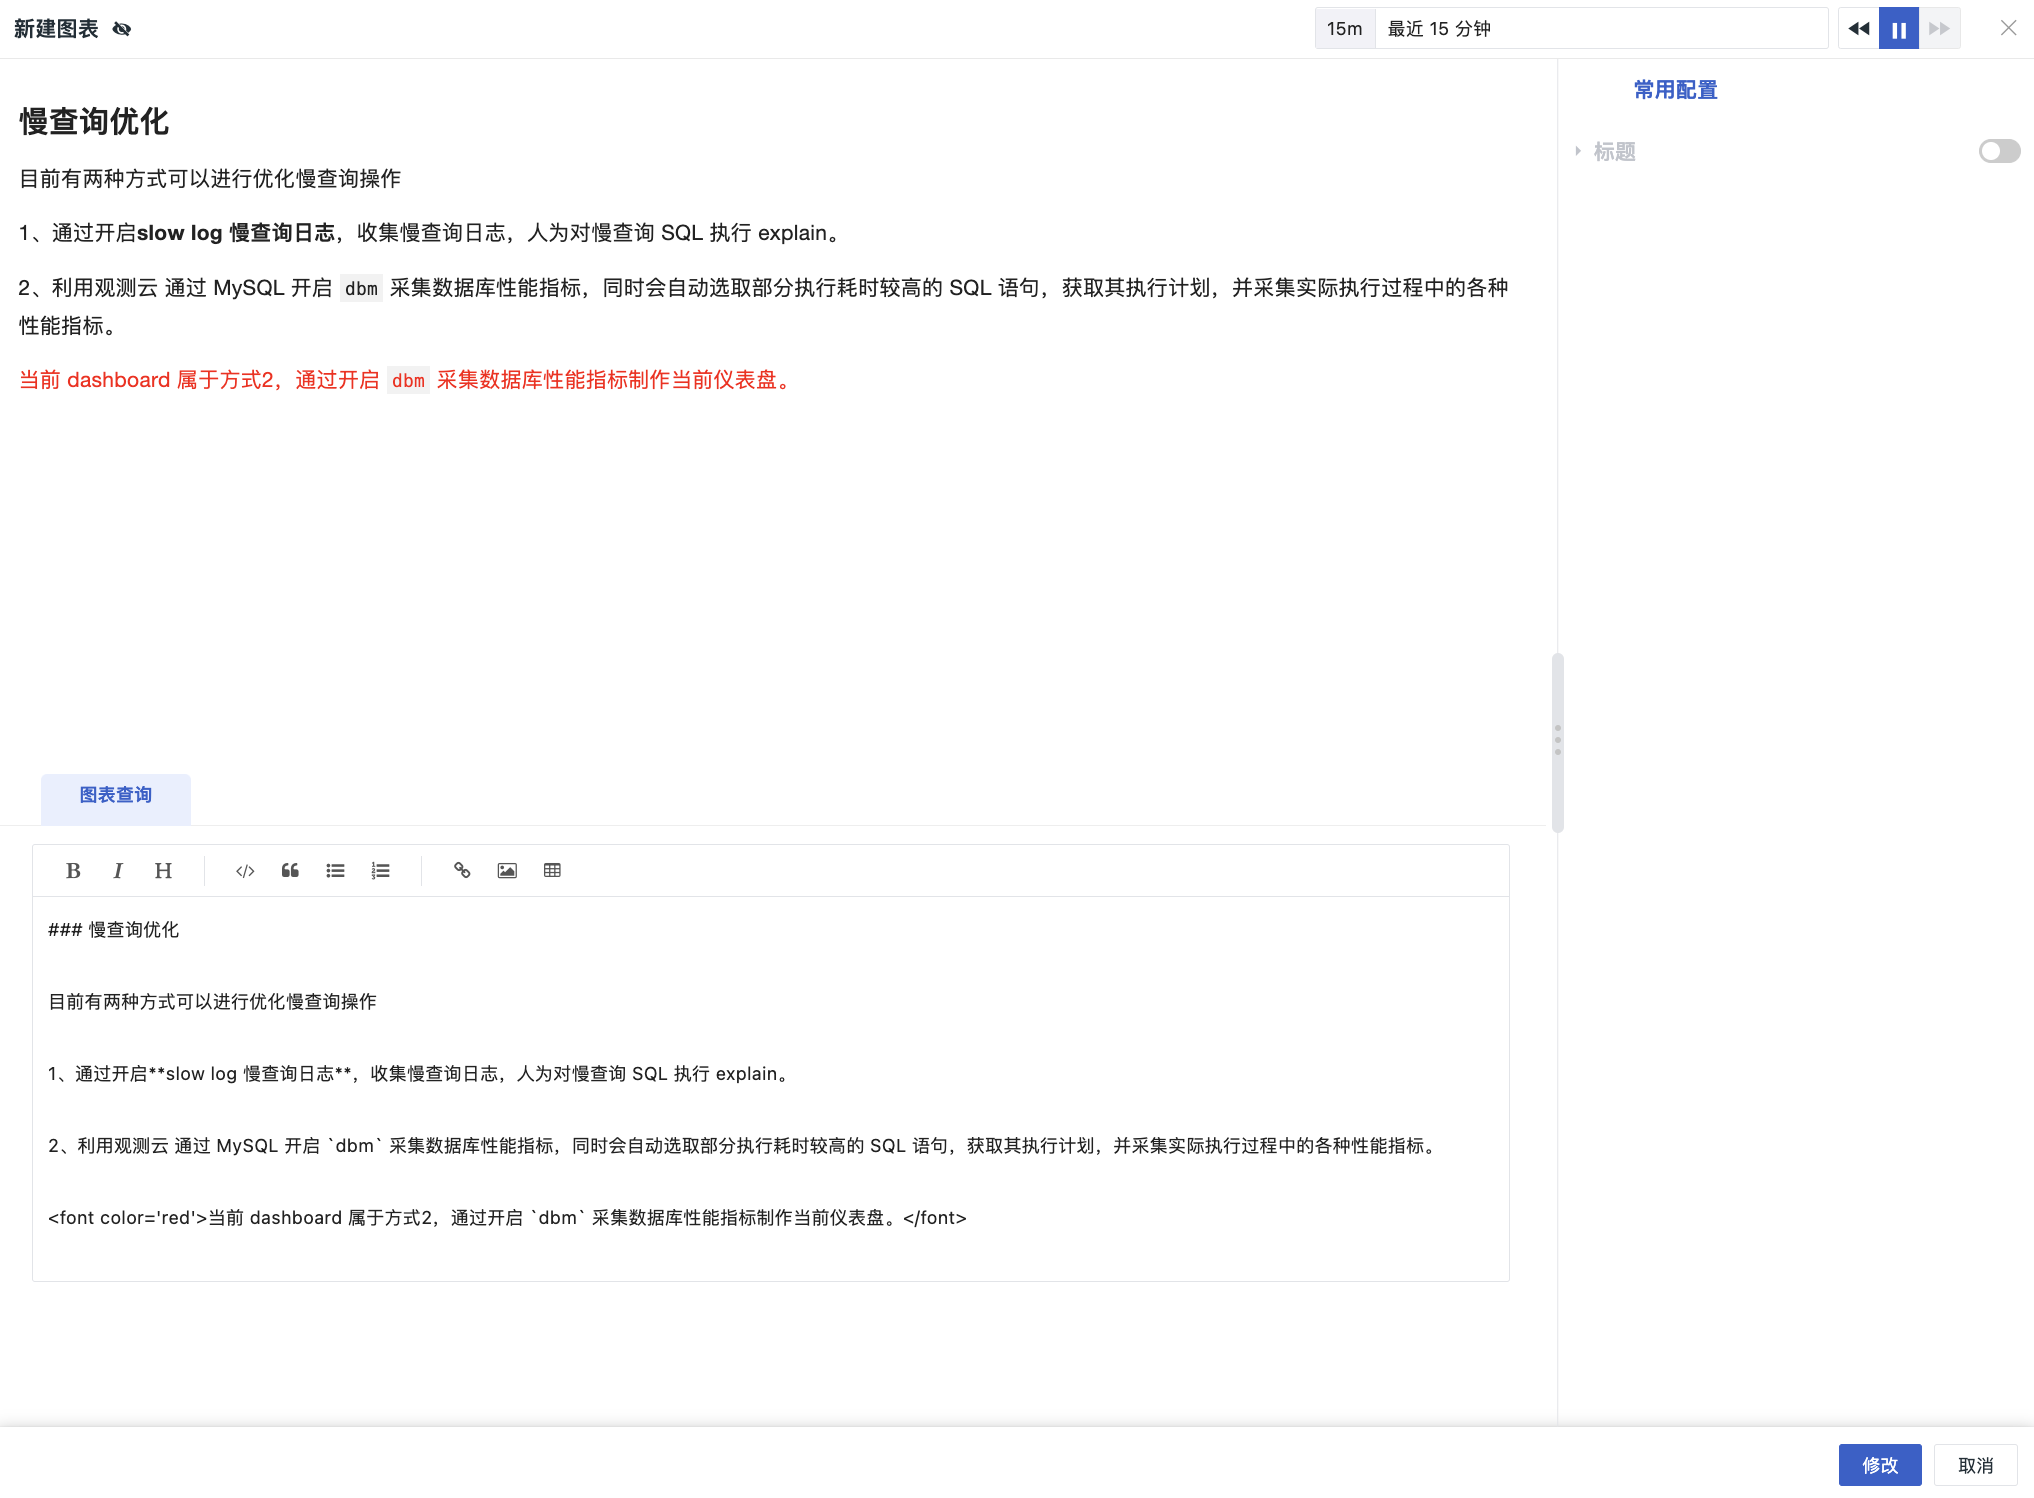 新建图表
15m 最近 15 分钟
慢查询优化
目前有两种方式可以进行优化慢查询操作
1、通过开启slow log 慢查询日志，收集慢查询日志，人为对慢查询 SQL 执行 explain。
2、利用观测云 通过 MySQL 开启 dbm 采集数据库性能指标，同时会自动选取部分执行耗时较高的 SQL 语句，获取其执行计划，并采集实际执行过程中的各种
性能指标。
当前 dashboard 属于方式2，通过开启 dbm 采集数据库性能指标制作当前仪表盘。
常用配置
标题
图表查询
B I H
### 慢查询优化
目前有两种方式可以进行优化慢查询操作
1、通过开启**slow log 慢查询日志**，收集慢查询日志，人为对慢查询 SQL 执行 explain。
2、利用观测云 通过 MySQL 开启 `dbm` 采集数据库性能指标，同时会自动选取部分执行耗时较高的 SQL 语句，获取其执行计划，并采集实际执行过程中的各种性能指标。
<font color='red'>当前 dashboard 属于方式2，通过开启 `dbm` 采集数据库性能指标制作当前仪表盘。</font>
修改
取消